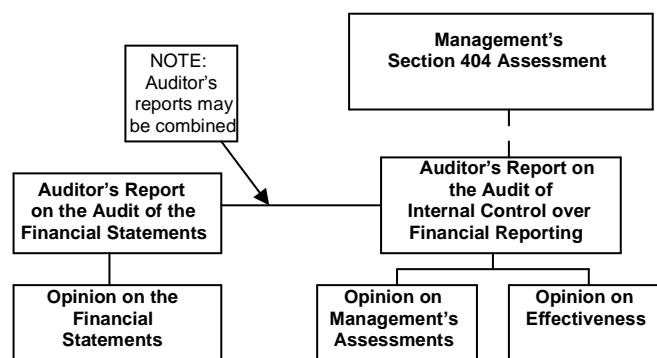 Management's
Section 404 Assessment
NOTE:
Auditor's
reports may
be combined
Auditor's Report
on the Audit of the
Financial Statements
Auditor's Report on
the Audit of
Internal Control over
Financial Reporting
Opinion on the
Financial
Statements
Opinion on
Management's
Assessments
Opinion on
Effectiveness